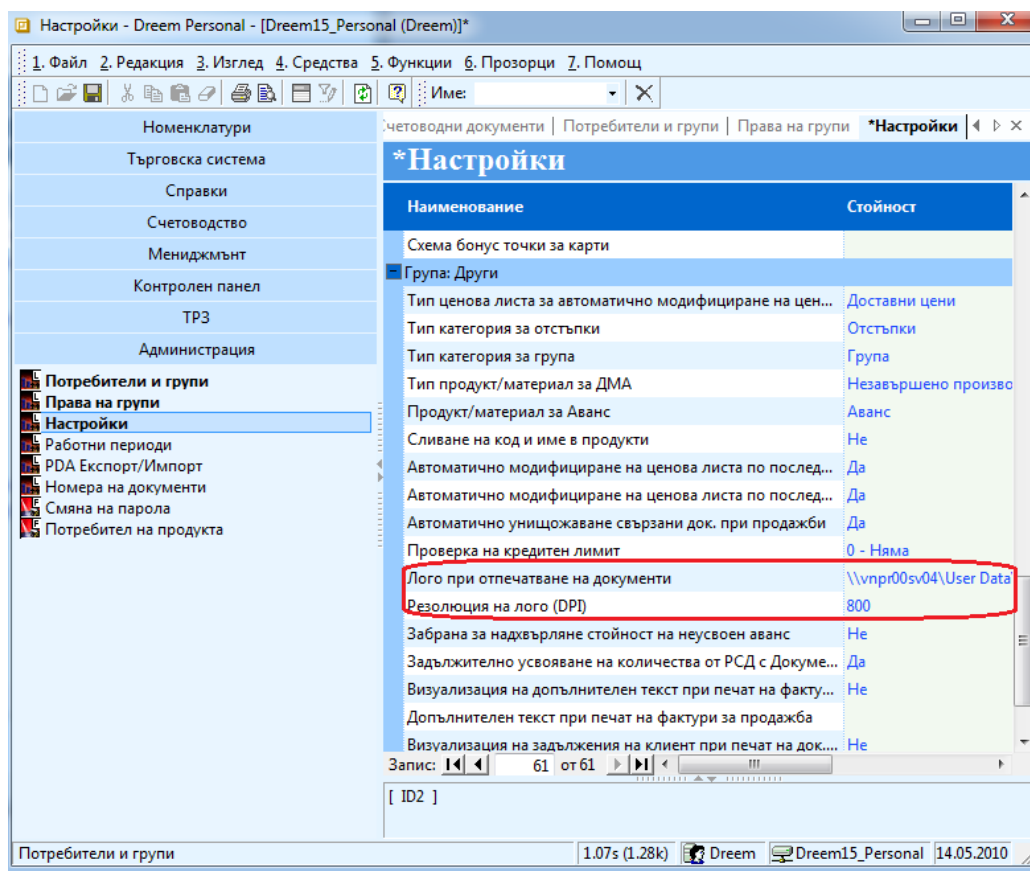 Настройки - Dreem Personal - [Dreem15_Personal (Dreem)]*
1. Файл 2. Редакция 3. Изглед 4. Средства 5. Функции 6. Прозорци 7. Помощ
Име:
Номенклатури
Търговска система
Справки
Счетоводство
Мениджмънт
Контролен панел
ТРЗ
Администрация
Потребители и групи
Права на групи
Настройки
Работни периоди
PDA Експорт/Импорт
Номера на документи
Смяна на парола
Потребител на продукта
четоводни документи | Потребители и групи | Права на групи *Настройки
*Настройки
Наименование Стойност
Схема бонус точки за карти
Група: Други
Тип ценова листа за автоматично модифициране на цен... Доставни цени
Тип категория за отстъпки Отстъпки
Тип категория за група Група
Тип продукт/материал за ДМА Незавършено произво
Продукт/материал за Аванс Аванс
Сливане на код и име в продукти Не
Автоматично модифициране на ценова листа по послед... Да
Автоматично модифициране на ценова листа по послед... Да
Автоматично унищожаване свързани док. при продажби Да
Проверка на кредитен лимит 0 - Няма
Лого при отпечатване на документи \\vnpr00sv04\User Data\
Резолюция на лого (DPI) 800
Забрана за надхвърляне стойност на неусвоен аванс Не
Задължително усвояване на количества от РСД с Докуме... Да
Визуализация на допълнителен текст при печат на факту... Не
Допълнителен текст при печат на фактури за продажба
Визуализация на задължения на клиент при печат на док.... Не
Запис: 61 от 61
[ ID2 ]
Потребители и групи 1.07s (1.28k) Dreem Dreem15_Personal 14.05.2010